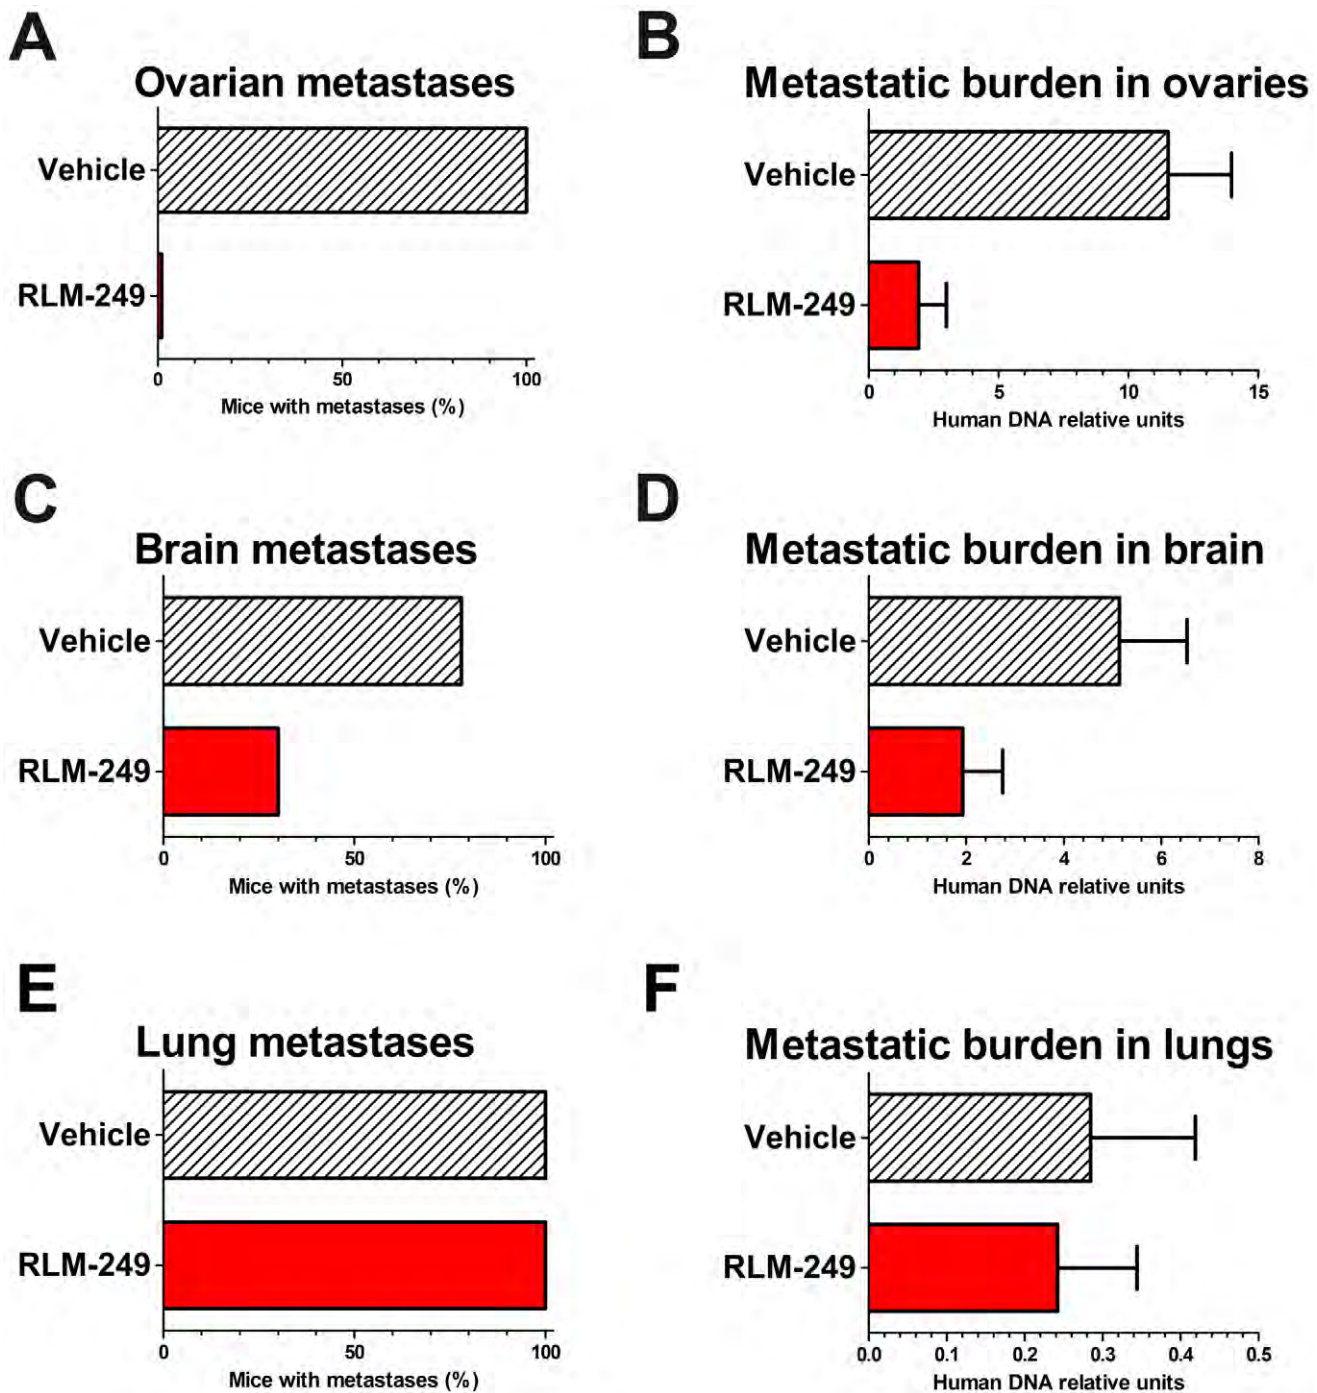 A
Ovarian metastases
Vehicle
RLM-249
0 50 100
Mice with metastases (%)
B
Metastatic burden in ovaries
Vehicle
RLM-249
0 5 10 15
Human DNA relative units
C
Brain metastases
Vehicle
RLM-249
0 50 100
Mice with metastases (%)
D
Metastatic burden in brain
Vehicle
RLM-249
0 2 4 6 8
Human DNA relative units
E
Lung metastases
Vehicle
RLM-249
0 50 100
Mice with metastases (%)
F
Metastatic burden in lungs
Vehicle
RLM-249
0.0 0.1 0.2 0.3 0.4 0.5
Human DNA relative units